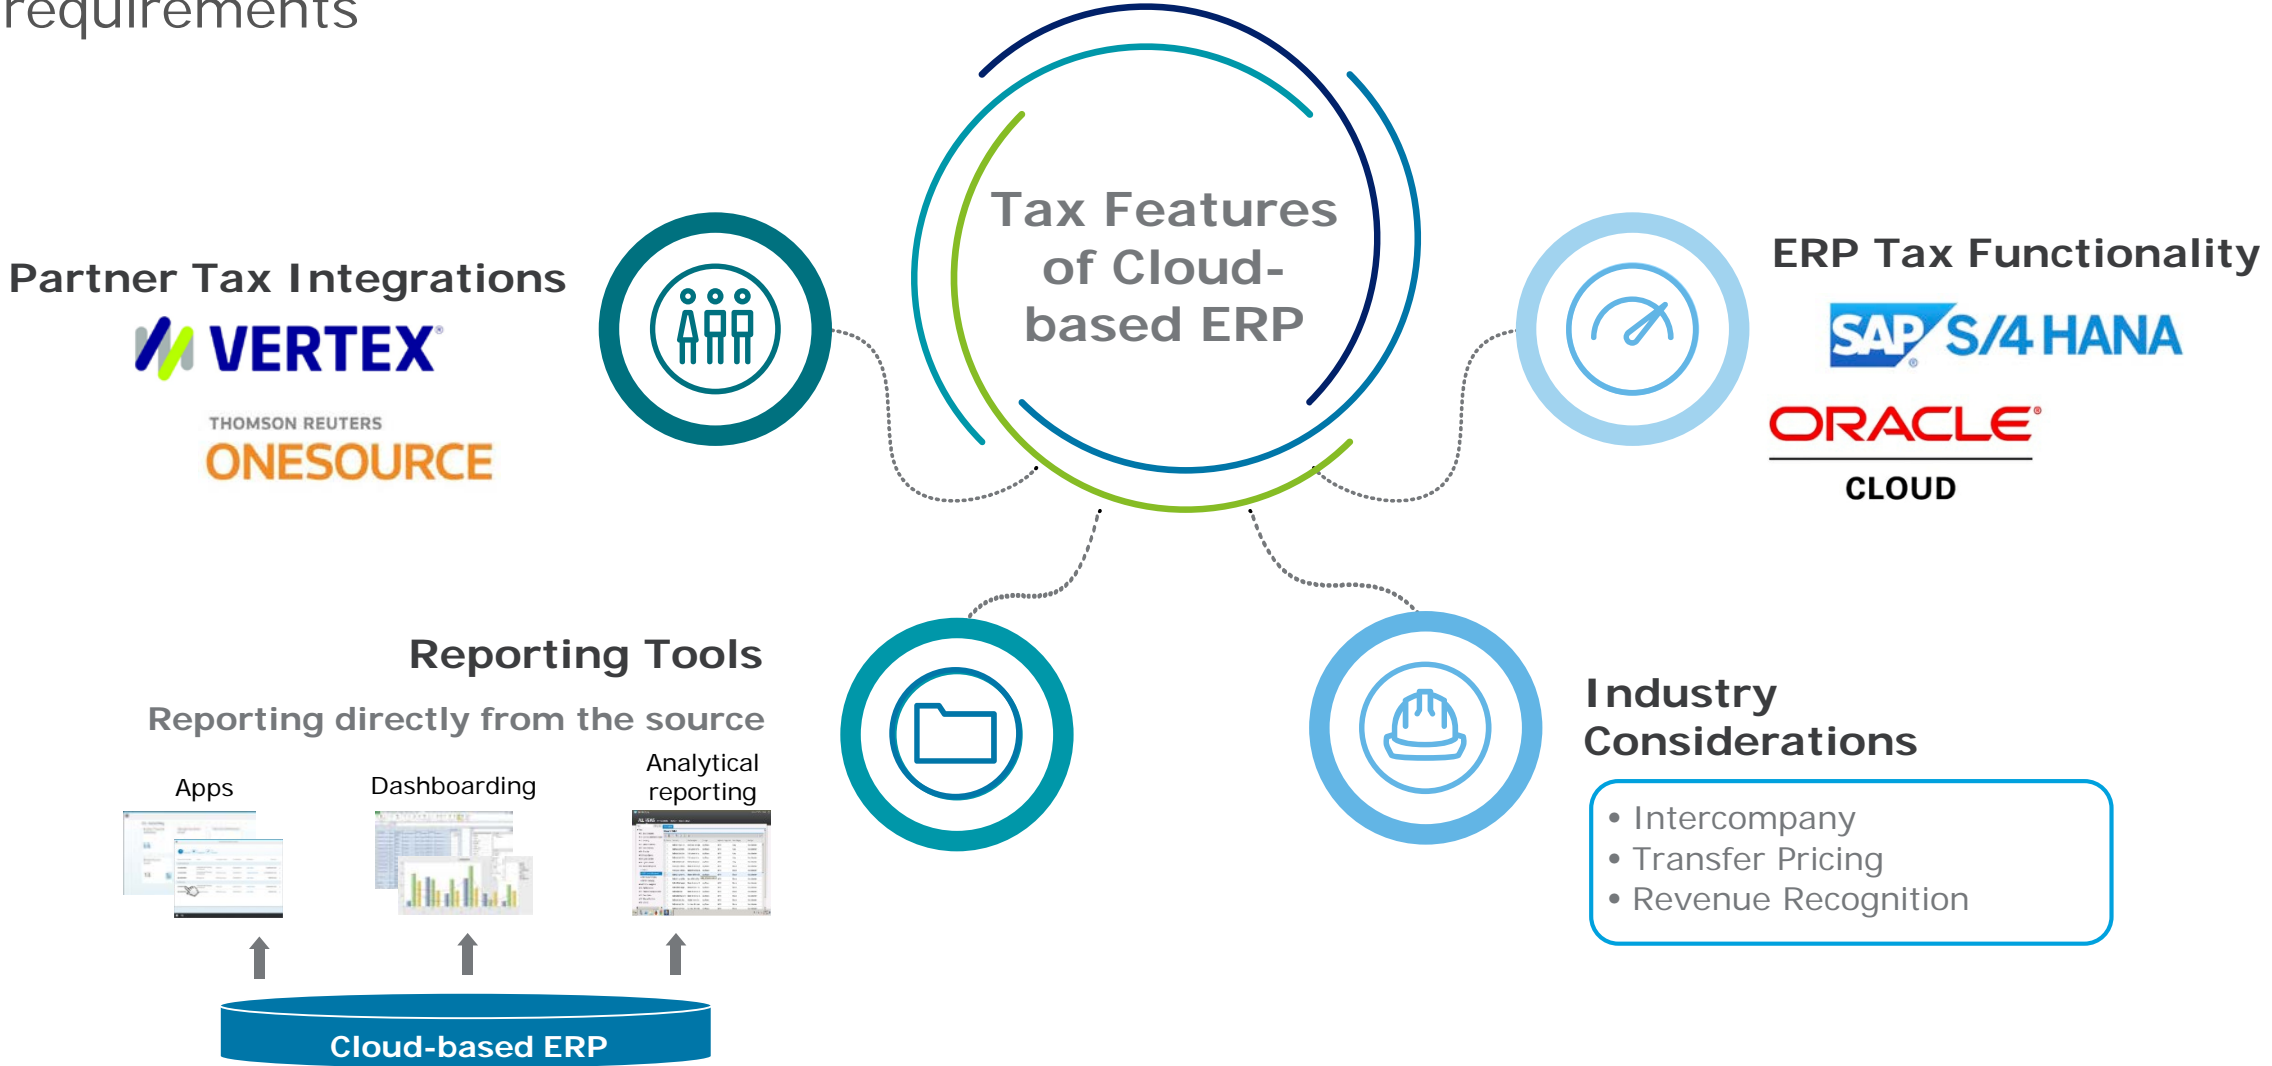 requirements
Tax Features
of Cloud-
based ERP
Partner Tax Integrations
VERTEX®
THOMSON REUTERS
ONESOURCE
ERP Tax Functionality
SAP® S/4 HANA
ORACLE®
CLOUD
Reporting Tools
Reporting directly from the source
Apps
Dashboarding
Analytical
reporting
Cloud-based ERP
Industry
Considerations
• Intercompany
• Transfer Pricing
• Revenue Recognition